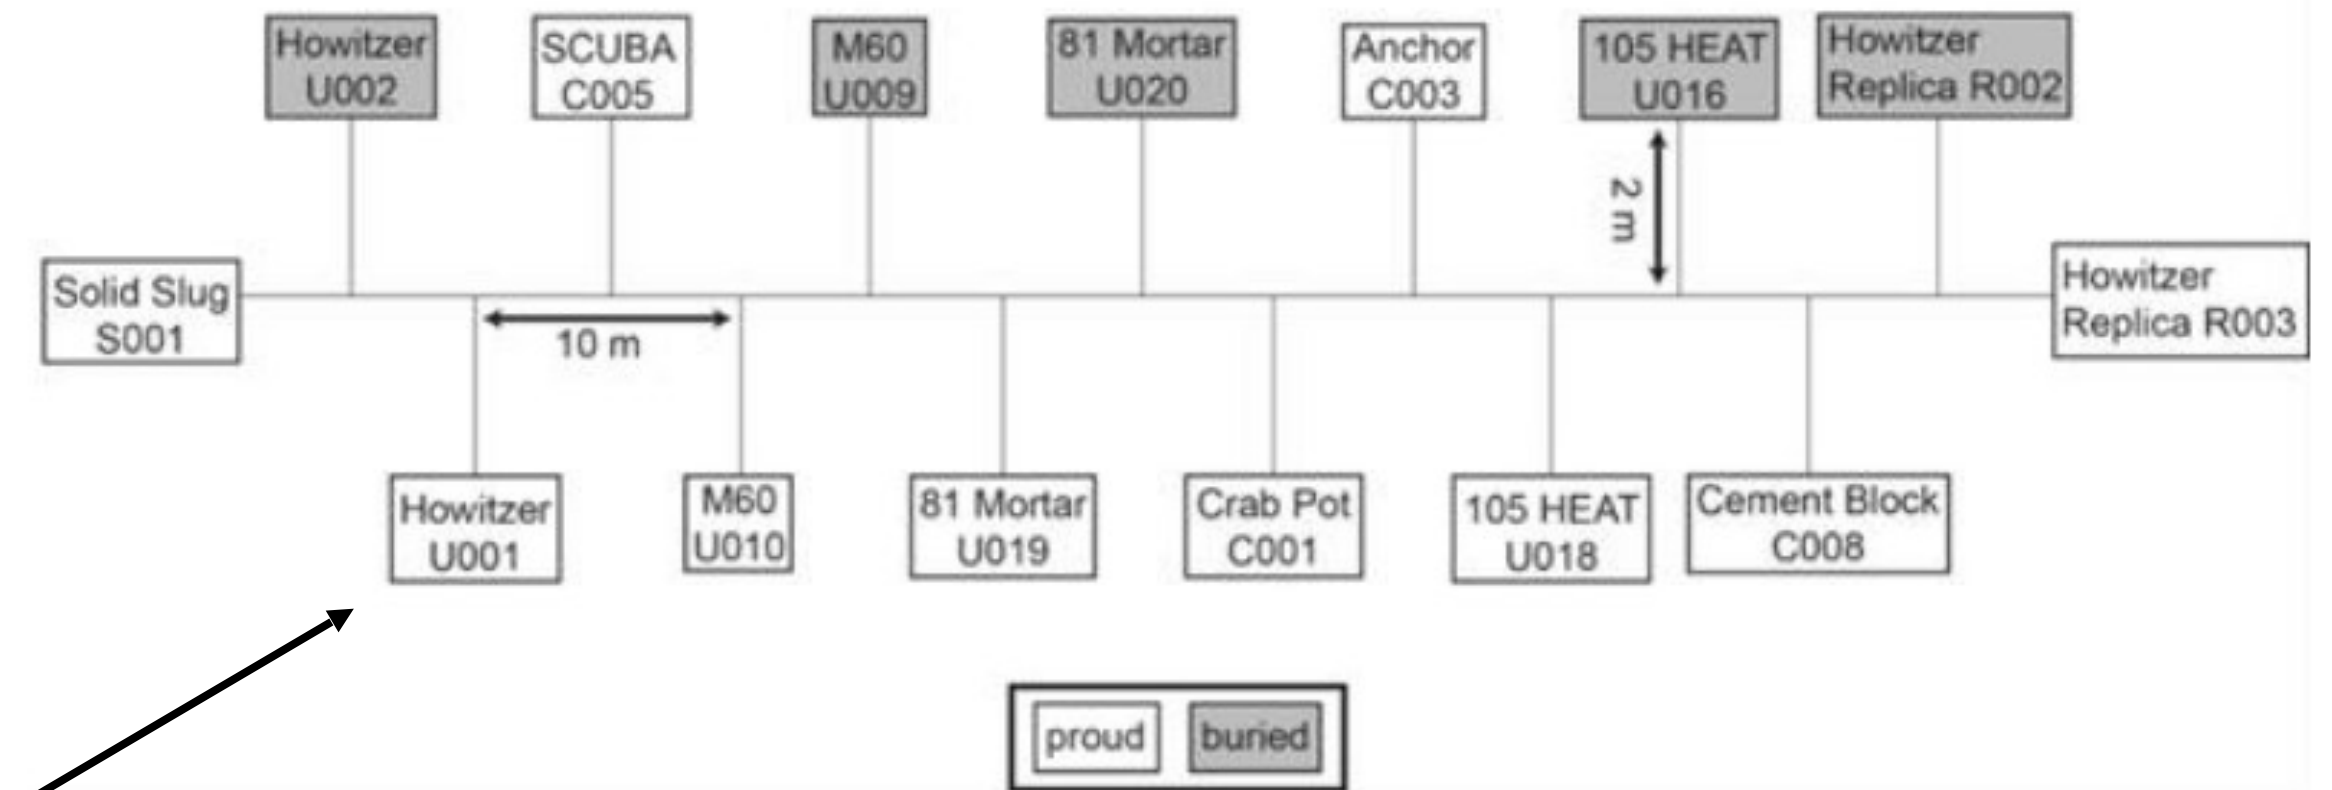 Howitzer
U002
SCUBA
C005
M60
U009
81 Mortar
U020
Anchor
C003
105 HEAT
U016
Howitzer
Replica R002
2 m
Solid Slug
S001
10 m
Howitzer
Replica R003
Howitzer
U001
M60
U010
81 Mortar
U019
Crab Pot
C001
105 HEAT
U018
Cement Block
C008
proud
buried